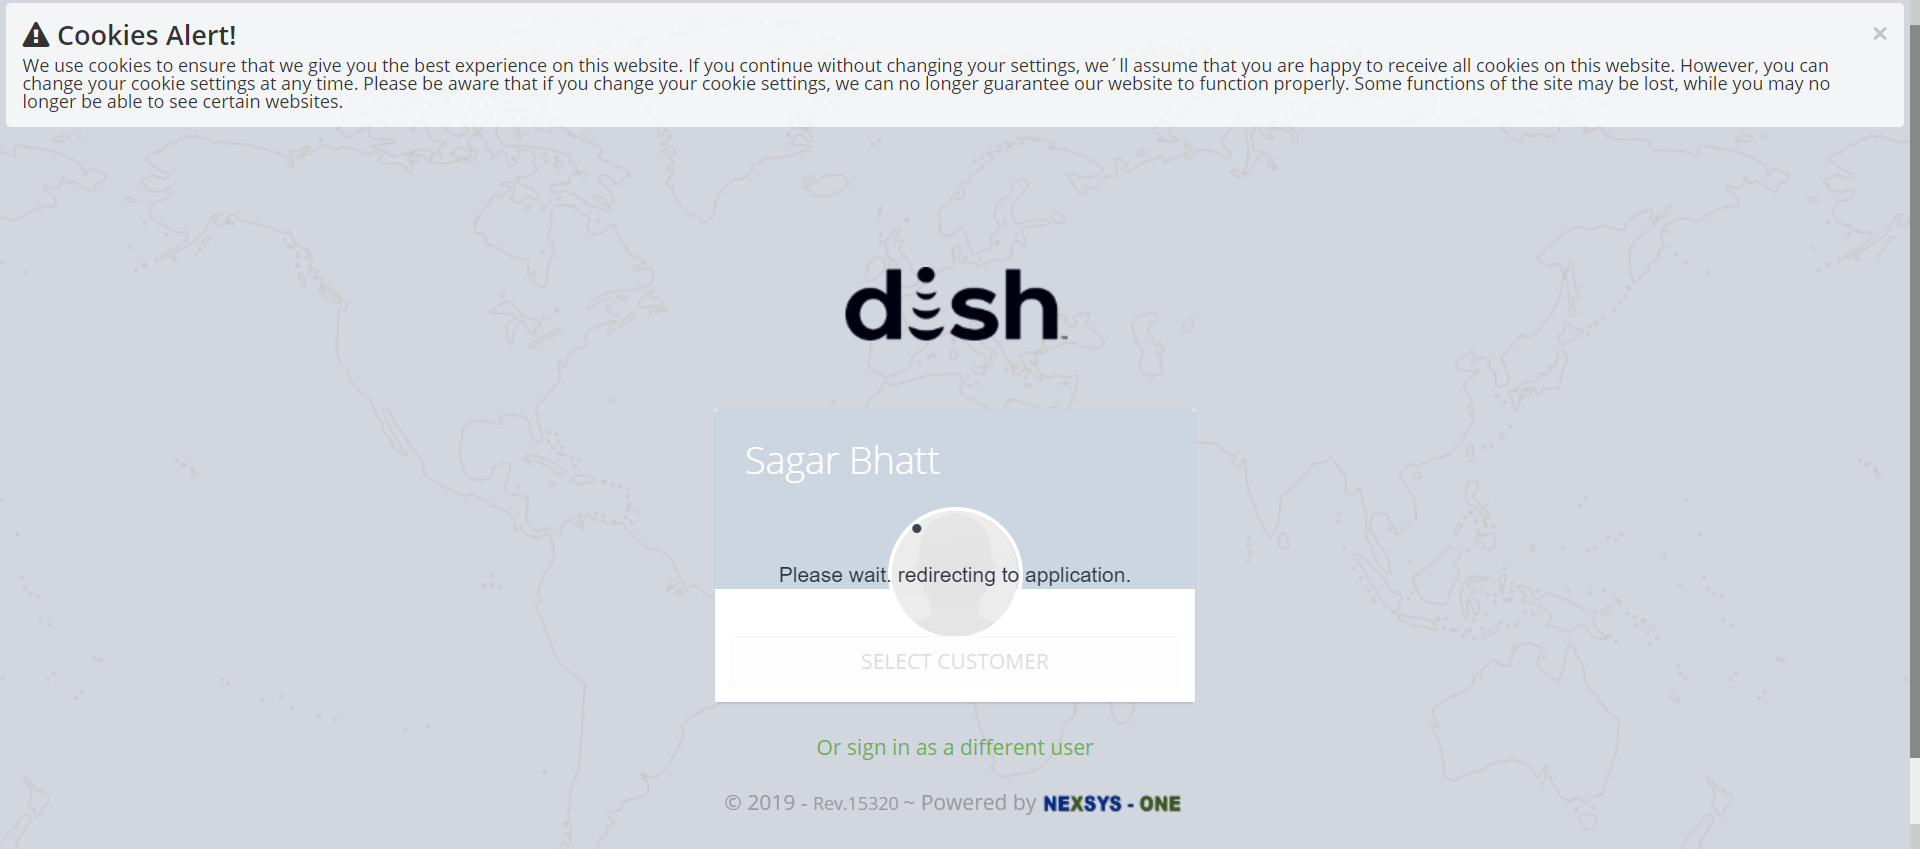 Cookies Alert!
×
We use cookies to ensure that we give you the best experience on this website. If you continue without changing your settings, we´ll assume that you are happy to receive all cookies on this website. However, you can
change your cookie settings at any time. Please be aware that if you change your cookie settings, we can no longer guarantee our website to function properly. Some functions of the site may be lost, while you may no
longer be able to see certain websites.
dish
Sagar Bhatt
Please wait. redirecting to application.
SELECT CUSTOMER
Or sign in as a different user
© 2019 - Rev.15320 ~ Powered by NEXSYS - ONE